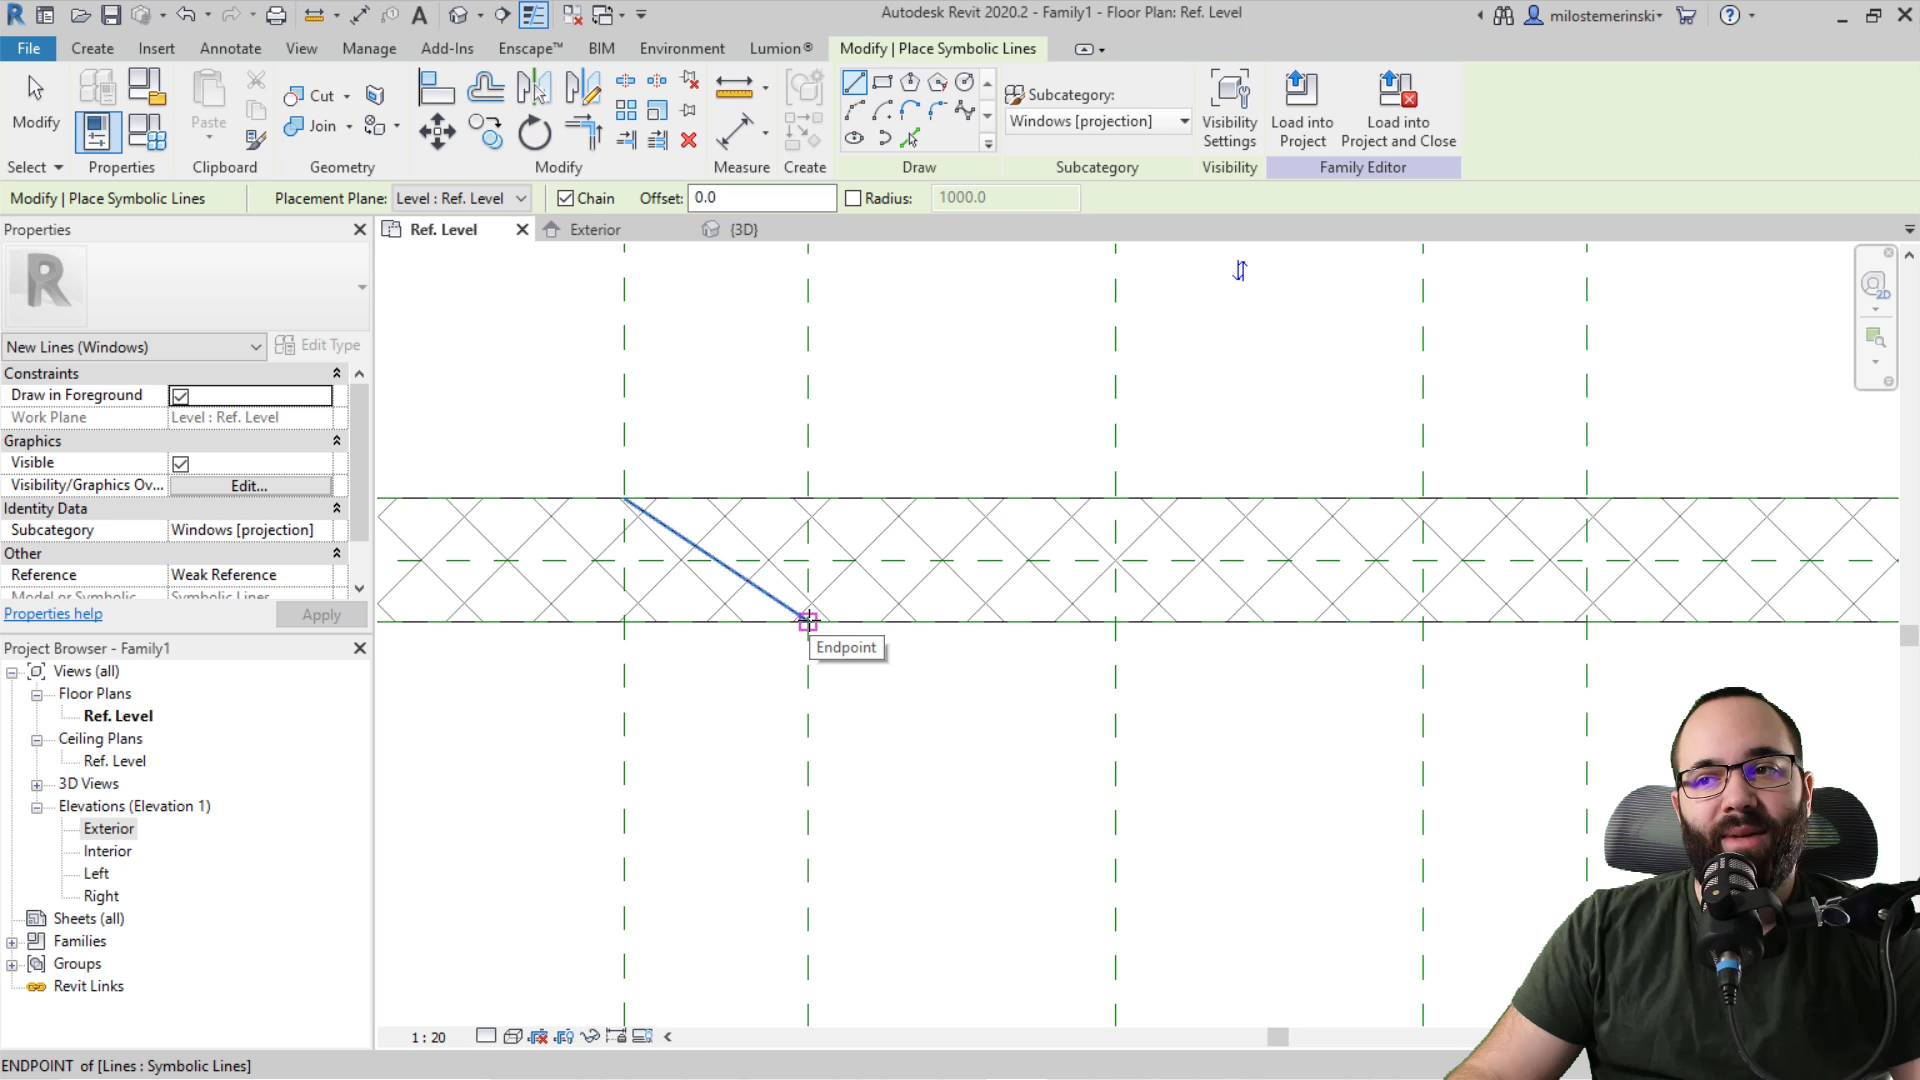 Autodesk Revit 2020.2 - Family1 - Floor Plan: Ref. Level
milostemerinski
File Create Insert Annotate View Manage Add-Ins Enscape™ BIM Environment Lumion® Modify | Place Symbolic Lines
Modify
Paste
Cut
Join
Subcategory:
Windows [projection]
Visibility Settings
Load into Project
Load into Project and Close
Select Properties Clipboard Geometry Modify Measure Create Draw Subcategory Visibility Family Editor
Modify | Place Symbolic Lines Placement Plane: Level : Ref. Level Chain Offset: 0.0 Radius: 1000.0
Properties
Ref. Level Exterior {3D}
R
2D
New Lines (Windows) Edit Type
Constraints
Draw in Foreground
Work Plane Level : Ref. Level
Graphics
Visible
Visibility/Graphics Ov... Edit...
Identity Data
Subcategory Windows [projection]
Other
Reference Weak Reference
Model or Symbolic Symbolic Lines
Properties help Apply
Endpoint
Project Browser - Family1
Views (all)
Floor Plans
Ref. Level
Ceiling Plans
Ref. Level
3D Views
Elevations (Elevation 1)
Exterior
Interior
Left
Right
Sheets (all)
Families
Groups
Revit Links
1 : 20
ENDPOINT of [Lines : Symbolic Lines]